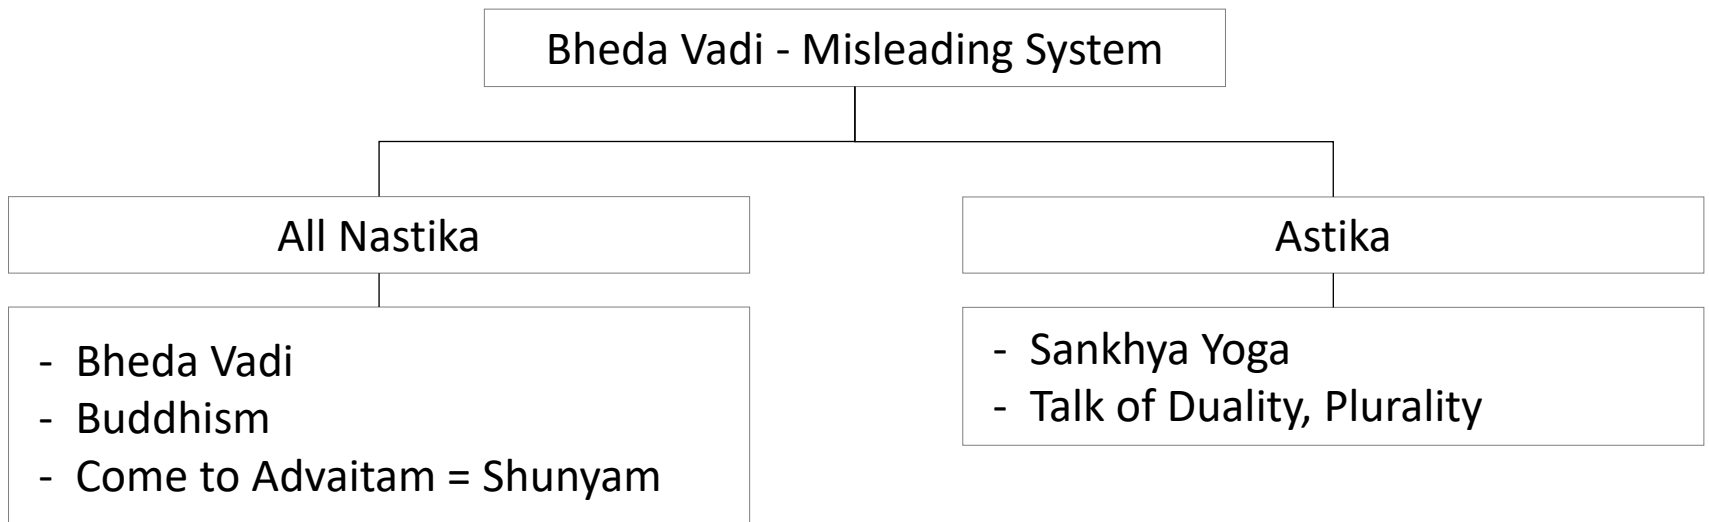 Bheda Vadi - Misleading System
All Nastika
Astika
- Bheda Vadi
- Buddhism
- Come to Advaitam = Shunyam
- Sankhya Yoga
- Talk of Duality, Plurality